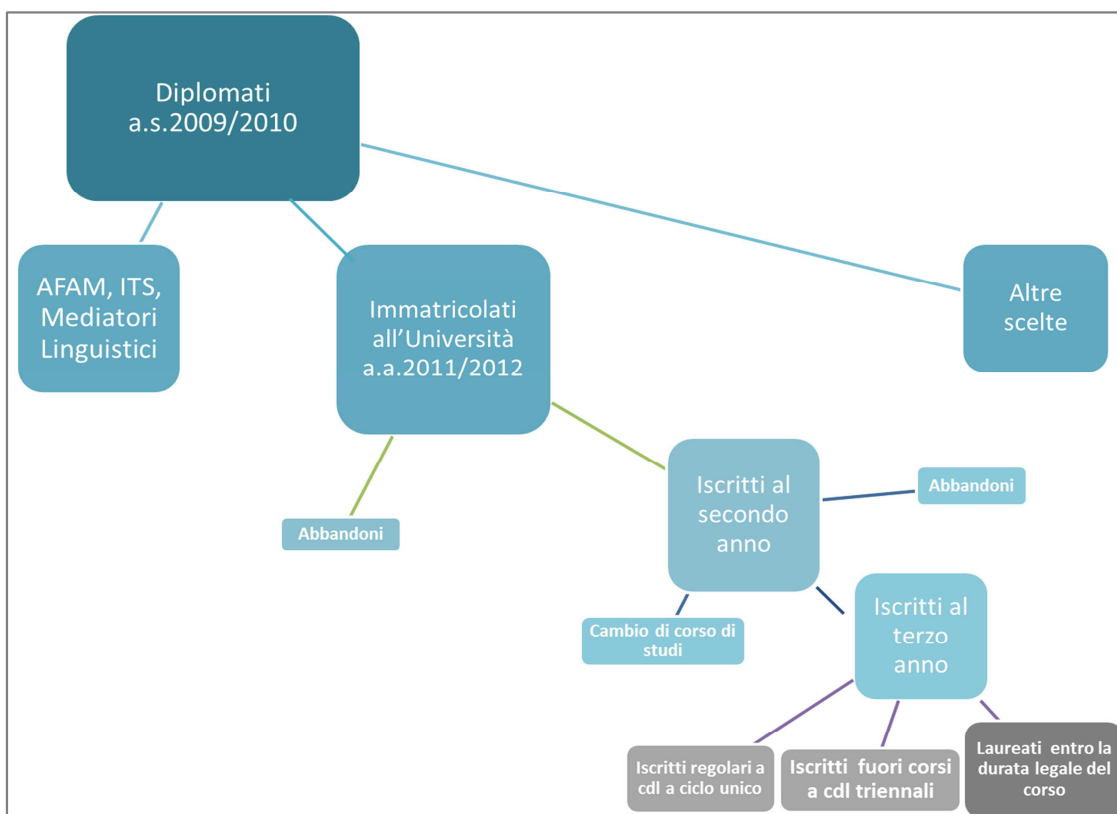 Diplomati
a.s.2009/2010
AFAM, ITS,
Mediatori
Linguistici
Immatricolati
all’Università
a.a.2011/2012
Altre
scelte
Abbandoni
Iscritti al
secondo
anno
Abbandoni
Cambio di corso di
studi
Iscritti al
terzo
anno
Iscritti regolari a
cdl a ciclo unico
Iscritti fuori corsi
a cdl triennali
Laureati entro la
durata legale del
corso